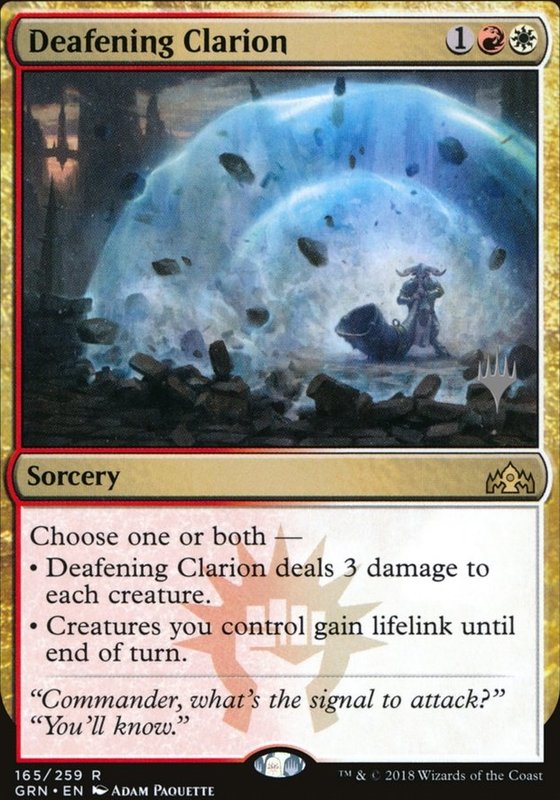 Deafening Clarion 1
Sorcery
Choose one or both —
• Deafening Clarion deals 3 damage to
each creature.
• Creatures you control gain lifelink until
end of turn.
“Commander, what’s the signal to attack?”
“You’ll know.”
165/259 R
GRN • EN Adam Paquette
™ & © 2018 Wizards of the Coast